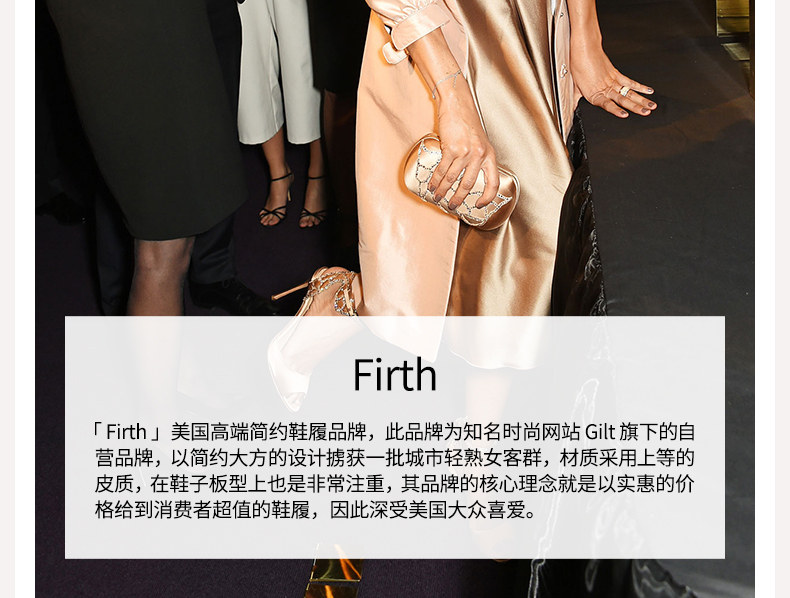 Firth
「 Firth 」美国高端简约鞋履品牌，此品牌为知名时尚网站 Gilt 旗下的自
营品牌，以简约大方的设计掳获一批城市轻熟女客群，材质采用上等的
皮质，在鞋子板型上也是非常注重，其品牌的核心理念就是以实惠的价
格给到消费者超值的鞋履，因此深受美国大众喜爱。